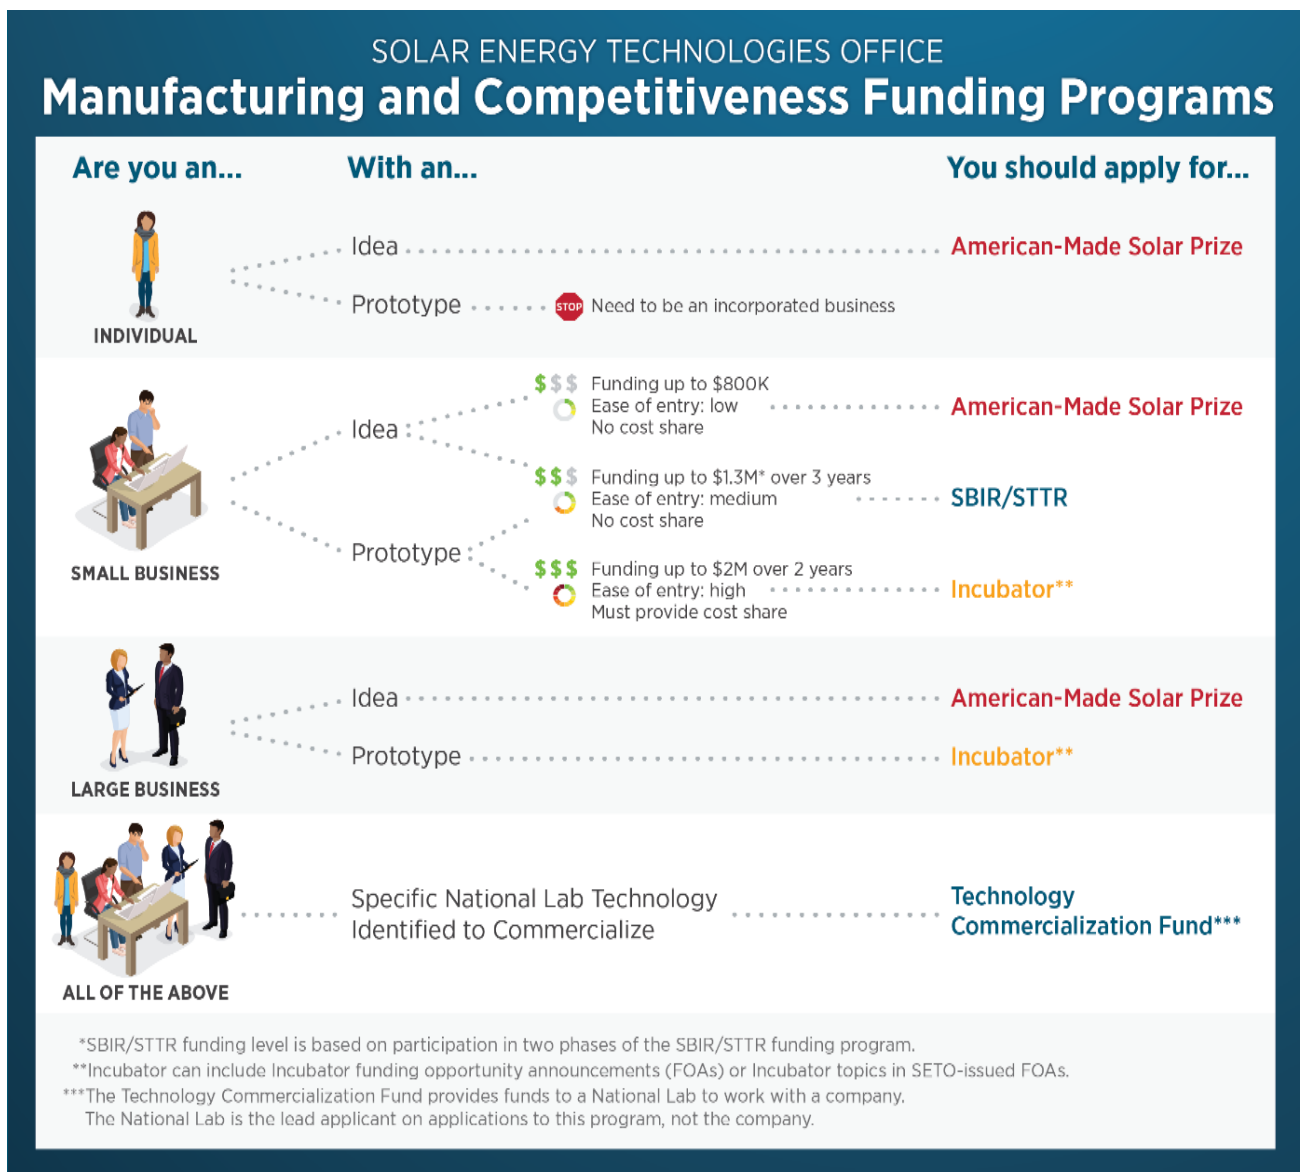 SOLAR ENERGY TECHNOLOGIES OFFICE
Manufacturing and Competitiveness Funding Programs
Are you an...
With an...
You should apply for...
INDIVIDUAL
Idea
American-Made Solar Prize
Prototype
STOP
Need to be an incorporated business
SMALL BUSINESS
Idea
$$$
Funding up to $800K
Ease of entry: low
No cost share
American-Made Solar Prize
$$$
Funding up to $1.3M* over 3 years
Ease of entry: medium
No cost share
SBIR/STTR
Prototype
$$$
Funding up to $2M over 2 years
Ease of entry: high
Must provide cost share
Incubator**
LARGE BUSINESS
Idea
American-Made Solar Prize
Prototype
Incubator**
ALL OF THE ABOVE
Specific National Lab Technology
Identified to Commercialize
Technology
Commercialization Fund***
*SBIR/STTR funding level is based on participation in two phases of the SBIR/STTR funding program.
**Incubator can include Incubator funding opportunity announcements (FOAs) or Incubator topics in SETO-issued FOAs.
***The Technology Commercialization Fund provides funds to a National Lab to work with a company.
The National Lab is the lead applicant on applications to this program, not the company.